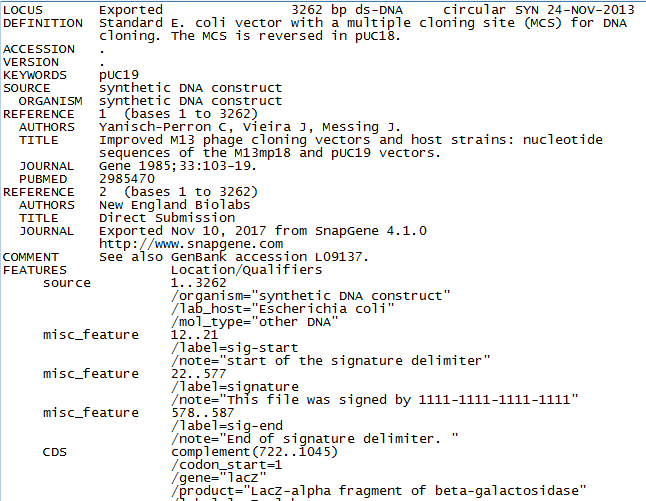 LOCUS Exported 3262 bp ds-DNA circular SYN 24-NOV-2013
DEFINITION Standard E. coli vector with a multiple cloning site (MCS) for DNA
cloning. The MCS is reversed in pUC18.
ACCESSION .
VERSION .
KEYWORDS pUC19
SOURCE synthetic DNA construct
ORGANISM synthetic DNA construct
REFERENCE 1 (bases 1 to 3262)
AUTHORS Yanisch-Perron C, Vieira J, Messing J.
TITLE Improved M13 phage cloning vectors and host strains: nucleotide
sequences of the M13mp18 and pUC19 vectors.
JOURNAL Gene 1985;33:103-19.
PUBMED 2985470
REFERENCE 2 (bases 1 to 3262)
AUTHORS New England Biolabs
TITLE Direct Submission
JOURNAL Exported Nov 10, 2017 from SnapGene 4.1.0
http://www.snapgene.com
COMMENT See also GenBank accession L09137.
FEATURES Location/Qualifiers
source 1..3262
/organism="synthetic DNA construct"
/lab_host="Escherichia coli"
/mol_type="other DNA"
misc_feature 12..21
/label=sig-start
/note="start of the signature delimiter"
misc_feature 22..577
/label=signature
/note="This file was signed by 1111-1111-1111-1111"
misc_feature 578..587
/label=sig-end
/note="End of signature delimiter. "
CDS complement(722..1045)
/codon_start=1
/gene="lacZ"
/product="LacZ-alpha fragment of beta-galactosidase"